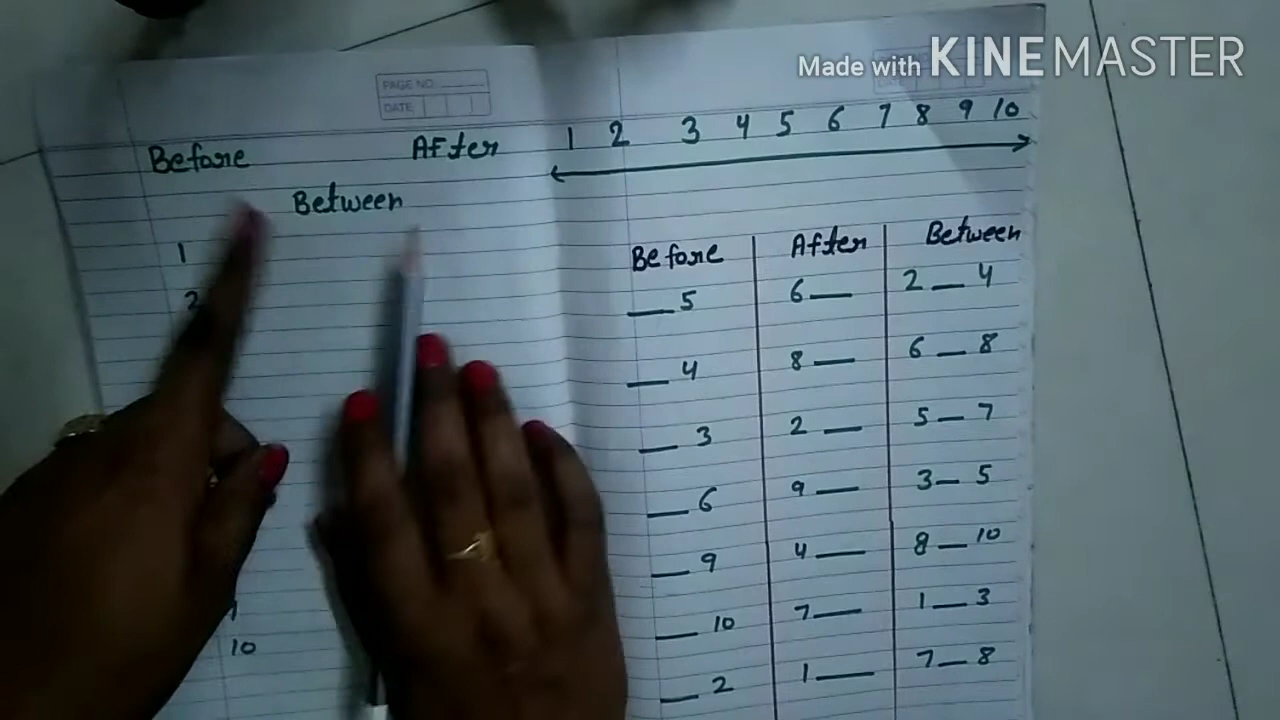 Made with KINEMASTER
PAGE NO.
DATE
Before After
Between
1
2
10
1 2 3 4 5 6 7 8 9 10
Before After Between
__ 5 6 __ 2 __ 4
__ 4 8 __ 6 __ 8
__ 3 2 __ 5 __ 7
__ 6 9 __ 3 __ 5
__ 9 4 __ 8 __ 10
__ 10 7 __ 1 __ 3
__ 2 1 __ 7 __ 8